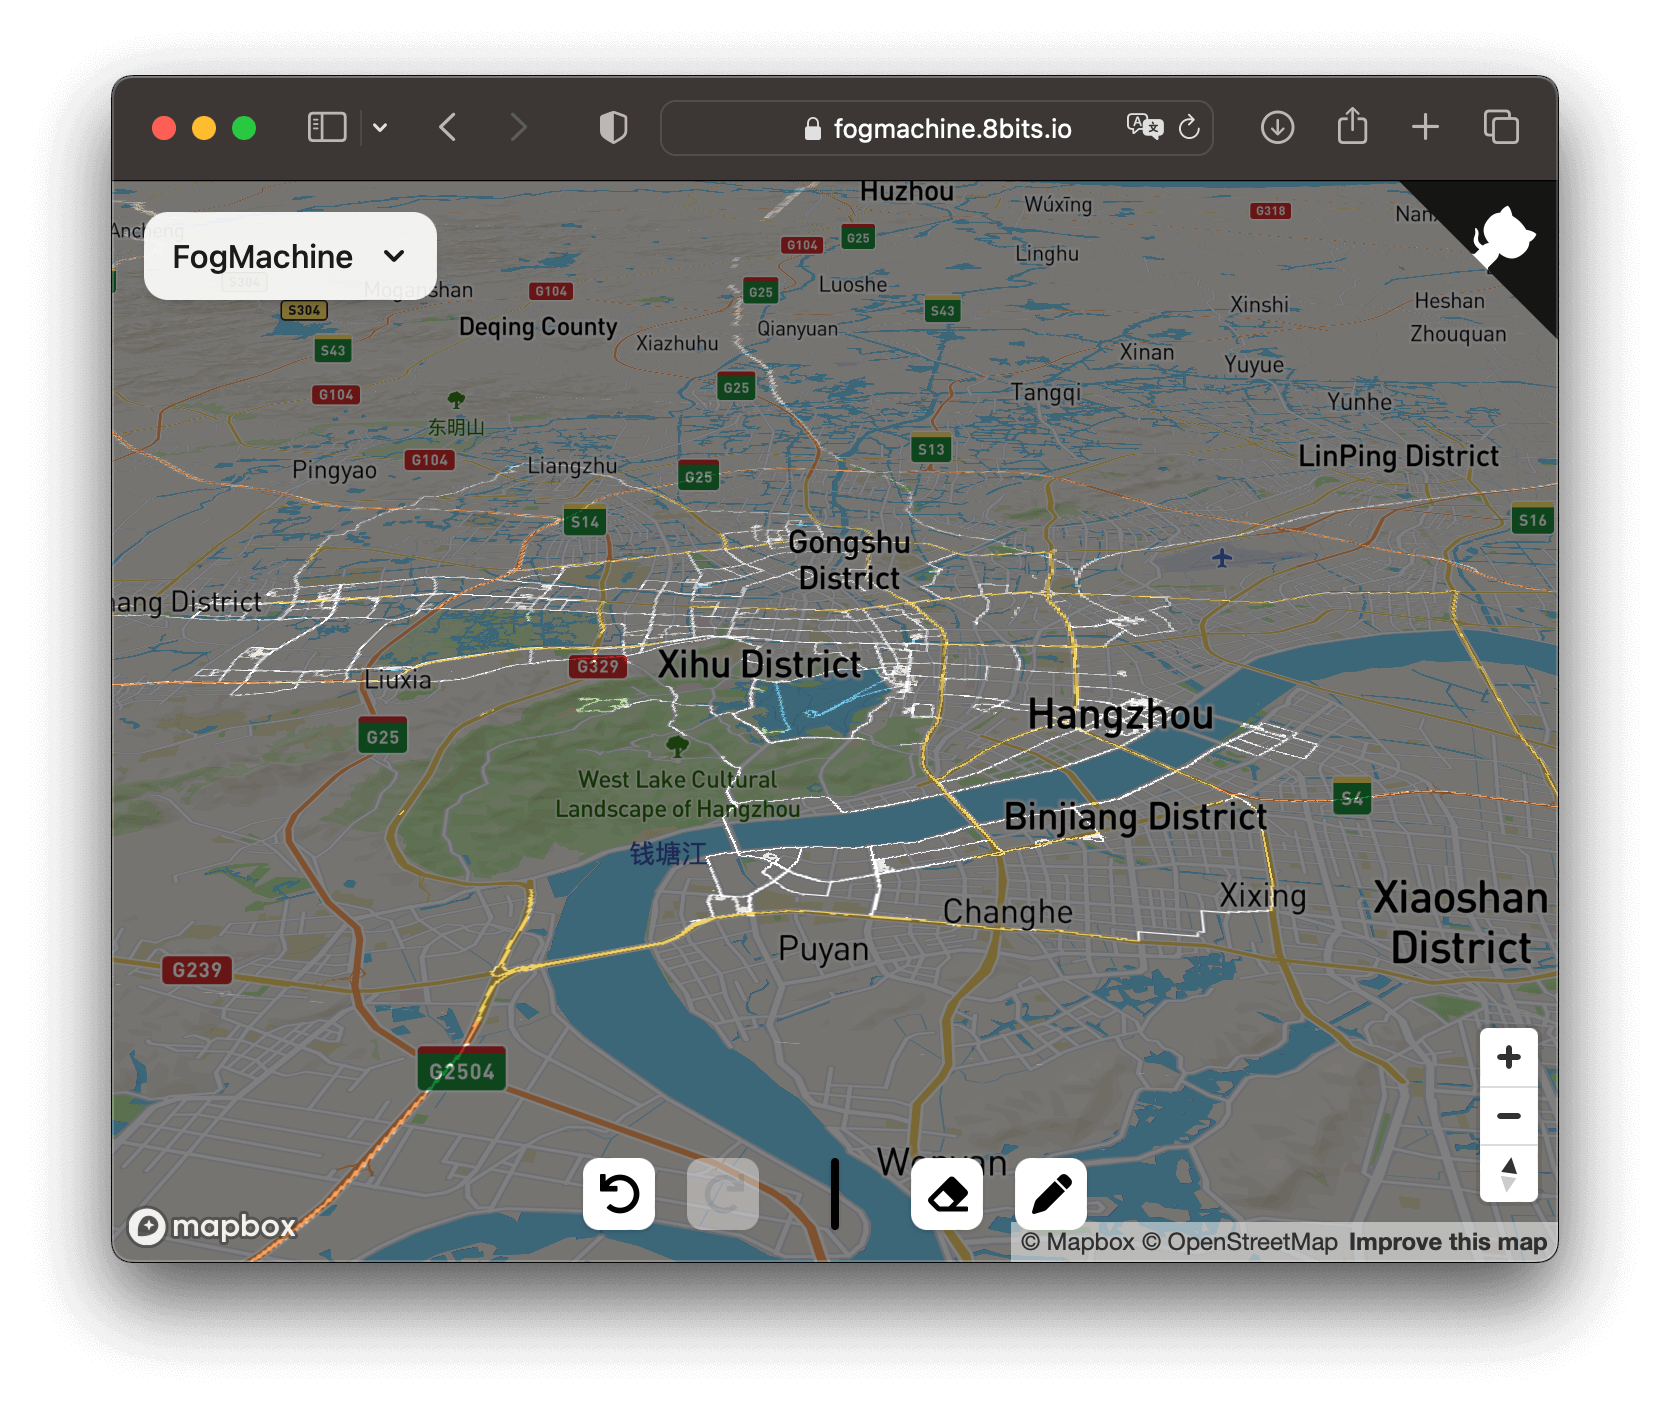 fogmachine.8bits.io
Huzhou
Wúxīng
G318
Ancheng
FogMachine
G104
G25
Linghu
S304
Moganshan
G104
G25
Luoshe
S304
Deqing County
Qianyuan
S43
Xinshi
Heshan
Zhouquan
S43
Xiazhuhu
Xinan
Yuyue
G104
G25
Tangqi
Yunhe
东明山
Pingyao
G104
Liangzhu
G25
S13
LinPing District
S14
S16
Gongshu
District
ang District
G329
Xihu District
Liuxia
G25
Hangzhou
West Lake Cultural
Landscape of Hangzhou
S4
Binjiang District
钱塘江
Changhe
Xixing
Xiaoshan
District
Puyan
G239
G2504
mapbox
© Mapbox © OpenStreetMap Improve this map